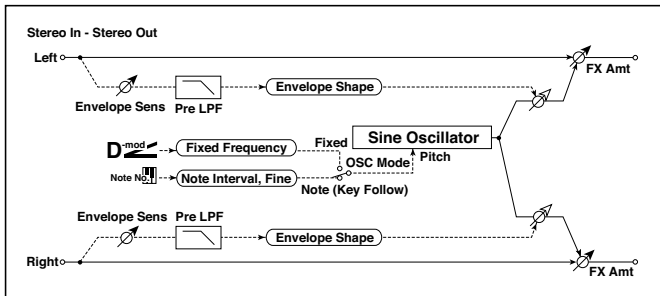 Stereo In - Stereo Out
Left
FX Amt
Envelope Shape
Envelope Sens
Pre LPF
D-mod
Fixed Frequency
Fixed
Sine Oscillator
OSC Mode
Pitch
Note No.
Note Interval, Fine
Note (Key Follow)
Envelope Sens
Pre LPF
Envelope Shape
Right
FX Amt